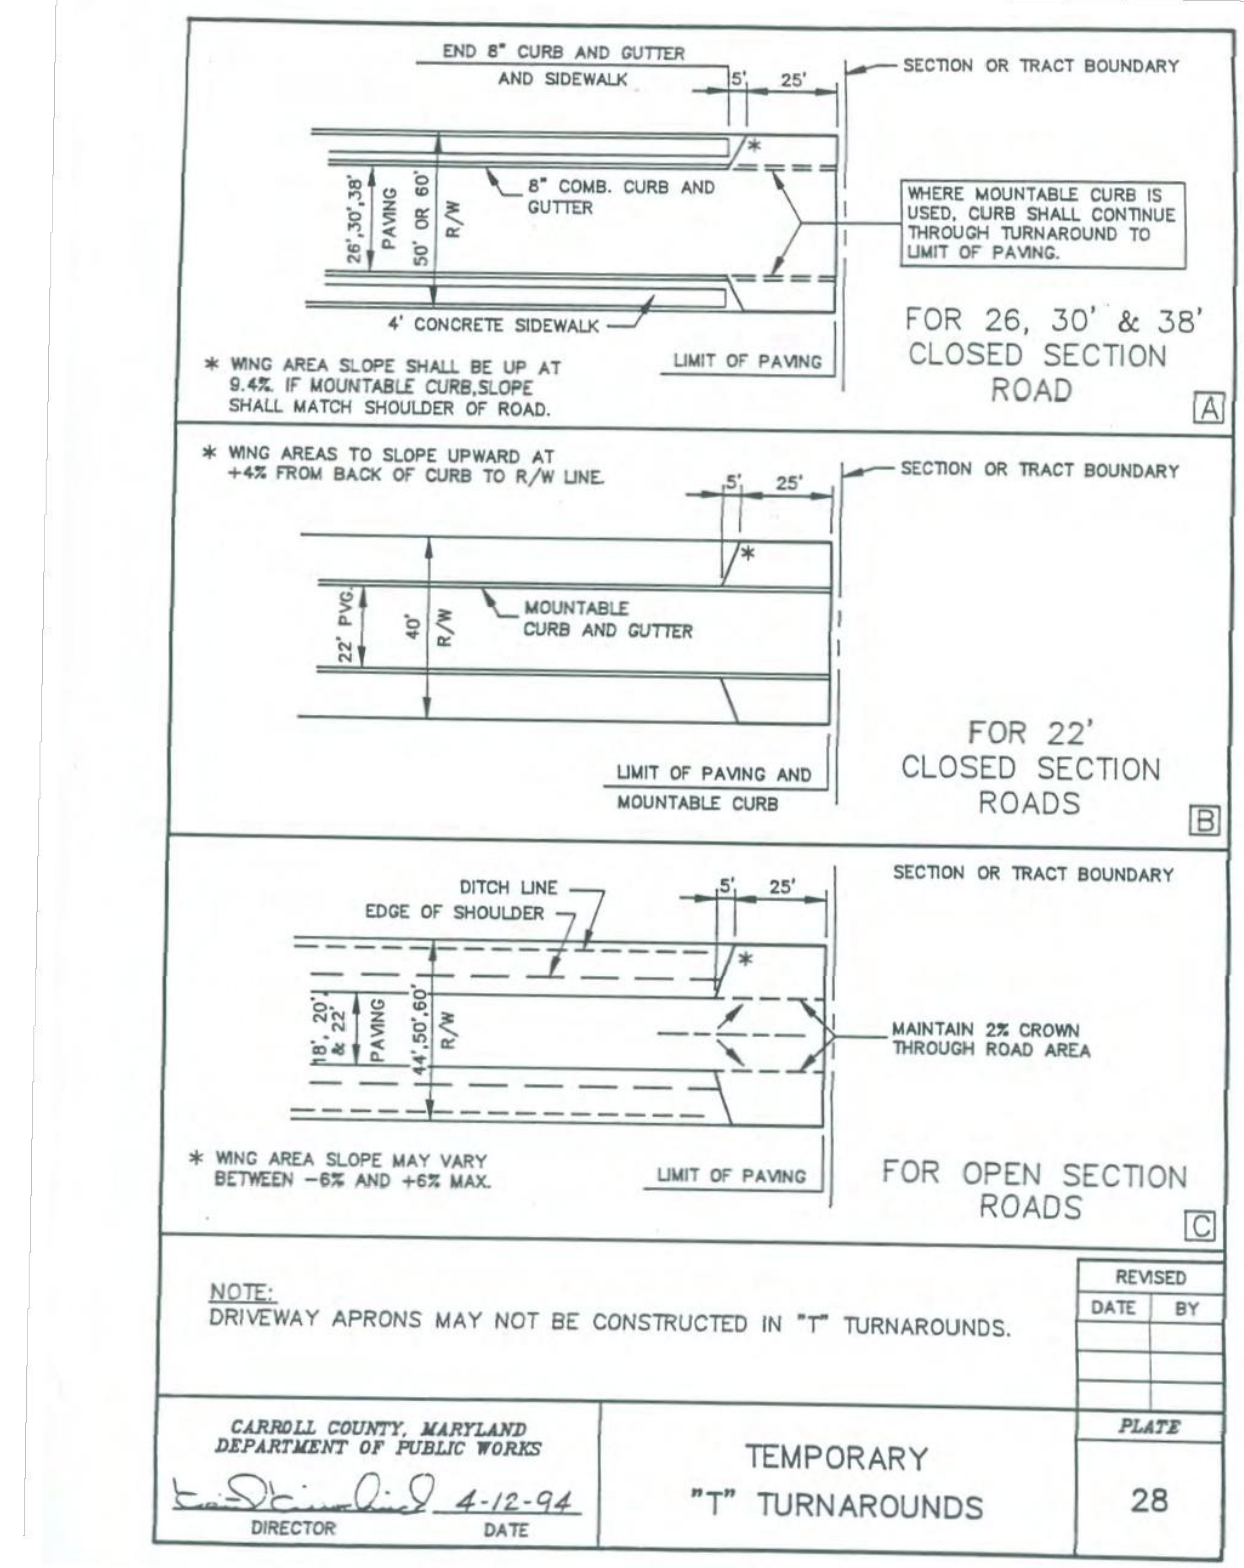 END 8" CURB AND GUTTER
AND SIDEWALK
5'
25'
SECTION OR TRACT BOUNDARY
*
26',30',38'
PAVING
50' OR 60'
R/W
8" COMB. CURB AND
GUTTER
WHERE MOUNTABLE CURB IS
USED, CURB SHALL CONTINUE
THROUGH TURNAROUND TO
LIMIT OF PAVING.
4' CONCRETE SIDEWALK
LIMIT OF PAVING
FOR 26, 30' & 38'
CLOSED SECTION
ROAD
* WING AREA SLOPE SHALL BE UP AT
9.4%. IF MOUNTABLE CURB,SLOPE
SHALL MATCH SHOULDER OF ROAD.
A
* WING AREAS TO SLOPE UPWARD AT
+4% FROM BACK OF CURB TO R/W LINE.
5'
25'
SECTION OR TRACT BOUNDARY
*
22' PVG.
40'
R/W
MOUNTABLE
CURB AND GUTTER
LIMIT OF PAVING AND
MOUNTABLE CURB
FOR 22'
CLOSED SECTION
ROADS
B
DITCH LINE
EDGE OF SHOULDER
5'
25'
SECTION OR TRACT BOUNDARY
*
18', 20'
& 22'
PAVING
44',50',60'
R/W
MAINTAIN 2% CROWN
THROUGH ROAD AREA
* WING AREA SLOPE MAY VARY
BETWEEN -6% AND +6% MAX.
LIMIT OF PAVING
FOR OPEN SECTION
ROADS
C
NOTE:
DRIVEWAY APRONS MAY NOT BE CONSTRUCTED IN "T" TURNAROUNDS.
REVISED
DATE BY
CARROLL COUNTY, MARYLAND
DEPARTMENT OF PUBLIC WORKS
4-12-94
DIRECTOR DATE
TEMPORARY
"T" TURNAROUNDS
PLATE
28